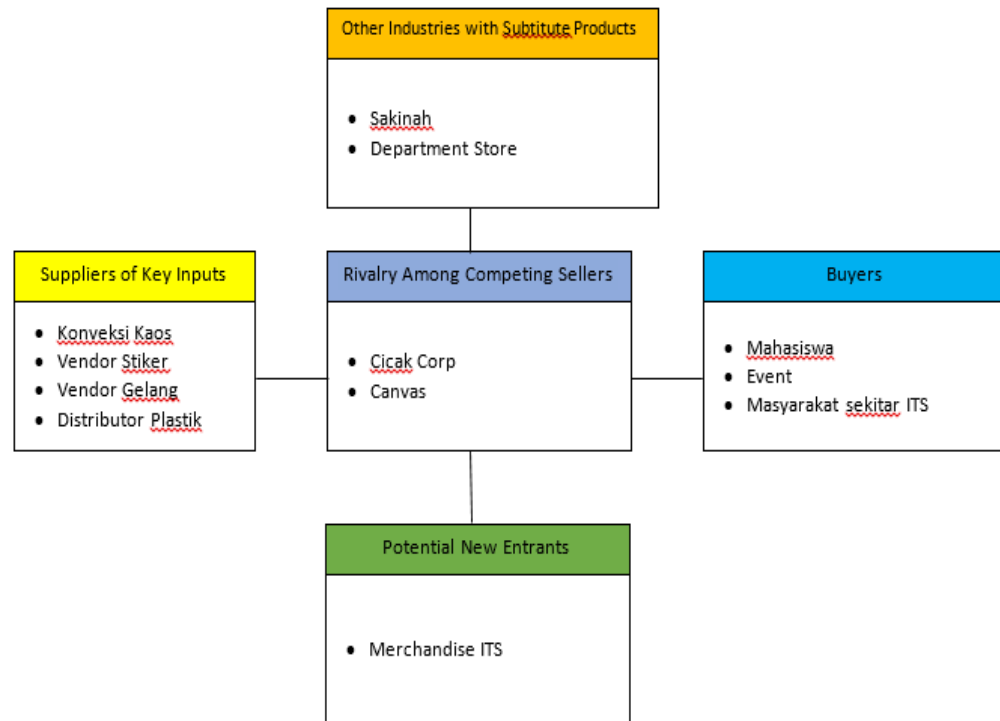 Other Industries with Subtitute Products
Sakinah
Department Store
Suppliers of Key Inputs
Konveksi Kaos
Vendor Stiker
Vendor Gelang
Distributor Plastik
Rivalry Among Competing Sellers
Cicak Corp
Canvas
Buyers
Mahasiswa
Event
Masyarakat sekitar ITS
Potential New Entrants
Merchandise ITS